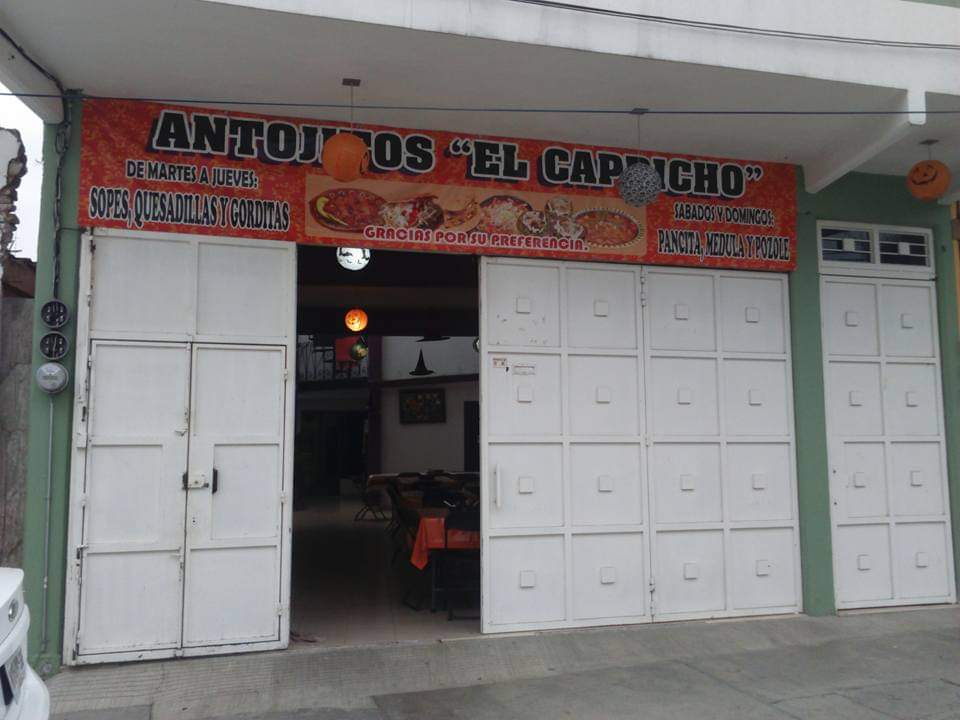 ANTOJITOS "EL CAPRICHO"
DE MARTES A JUEVES:
SOPES, QUESADILLAS Y GORDITAS
GRACIAS POR SU PREFERENCIA.
SABADOS Y DOMINGOS:
PANCITA, MEDULA Y POZOLE